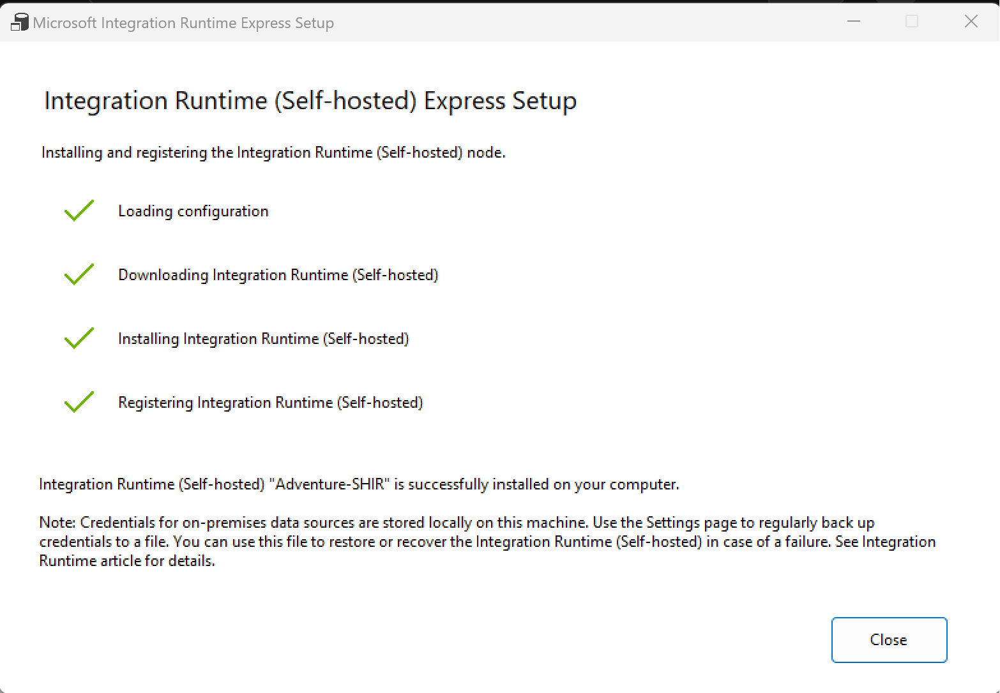 Microsoft Integration Runtime Express Setup
Integration Runtime (Self-hosted) Express Setup
Installing and registering the Integration Runtime (Self-hosted) node.
Loading configuration
Downloading Integration Runtime (Self-hosted)
Installing Integration Runtime (Self-hosted)
Registering Integration Runtime (Self-hosted)
Integration Runtime (Self-hosted) "Adventure-SHIR" is successfully installed on your computer.
Note: Credentials for on-premises data sources are stored locally on this machine. Use the Settings page to regularly back up
credentials to a file. You can use this file to restore or recover the Integration Runtime (Self-hosted) in case of a failure. See Integration
Runtime article for details.
Close